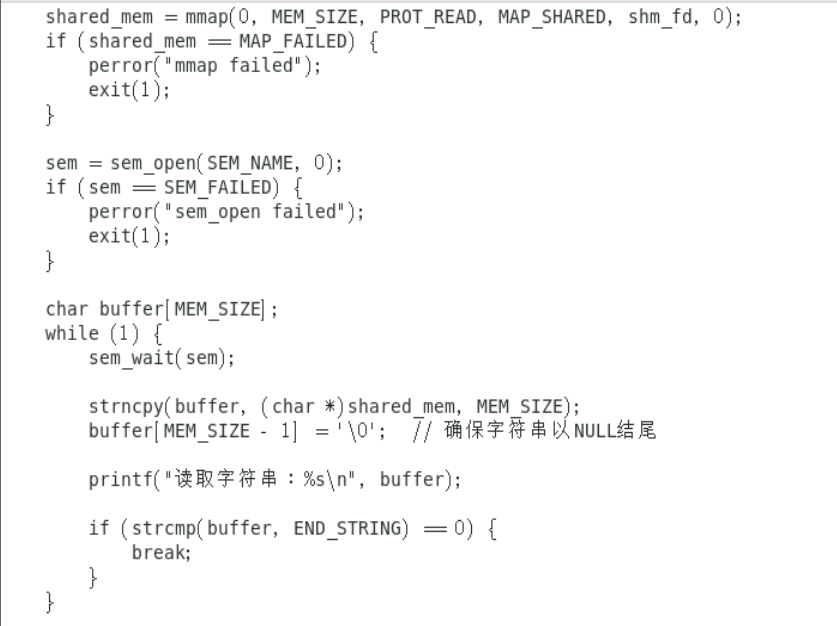 shared_mem = mmap(0, MEM_SIZE, PROT_READ, MAP_SHARED, shm_fd, 0);
if (shared_mem == MAP_FAILED) {
    perror("mmap failed");
    exit(1);
}
sem = sem_open(SEM_NAME, 0);
if (sem == SEM_FAILED) {
    perror("sem_open failed");
    exit(1);
}
char buffer[MEM_SIZE];
while (1) {
    sem_wait(sem);
    strncpy(buffer, (char *)shared_mem, MEM_SIZE);
    buffer[MEM_SIZE - 1] ='\0';  // 确保字符串以NULL结尾
    printf("读取字符串：%s\n", buffer);
    if (strcmp(buffer, END_STRING) ==0) {
        break;
    }
}